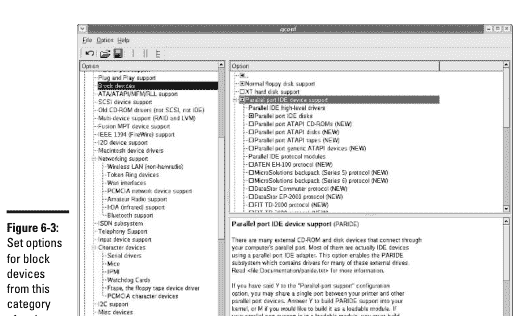 qconf
File Option Help
Option
Plug and Play support
Block devices
ATA/ATAPI/MFM/RLL support
SCSI device support
Old CD-ROM drivers (not SCSI, not IDE)
Multi-device support (RAID and LVM)
Fusion MPT device support
IEEE 1394 (FireWire) support
I2O device support
Macintosh device drivers
Networking support
Wireless LAN (non-hamradio)
Token Ring devices
Wan interfaces
PCMCIA network device support
Amateur Radio support
IrDA (infrared) support
Bluetooth support
ISDN subsystem
Telephony Support
Input device support
Character devices
Serial drivers
Mice
IPMI
Watchdog Cards
Ftape, the floppy tape device driver
PCMCIA character devices
I2C support
Misc devices
Option
..
Normal floppy disk support
XT hard disk support
Parallel port IDE device support
Parallel IDE high-level drivers
Parallel port IDE disks
Parallel port ATAPI CD-ROMs (NEW)
Parallel port ATAPI disks (NEW)
Parallel port ATAPI tapes (NEW)
Parallel port generic ATAPI devices (NEW)
Parallel IDE protocol modules
ATEN EH-100 protocol (NEW)
MicroSolutions backpack (Series 5) protocol (NEW)
MicroSolutions backpack (Series 6) protocol (NEW)
DataStor Commuter protocol (NEW)
DataStor EP-2000 protocol (NEW)
FIT TD-2000 protocol (NEW)
Parallel port IDE device support (PARIDE)
There are many external CD-ROM and disk devices that connect through
your computer's parallel port. Most of them are actually IDE devices
using a parallel port IDE adapter. This option enables the PARIDE
subsystem which contains drivers for many of these external drives.
Read <file:Documentation/paride.txt> for more information.
If you have said Y to the "Parallel-port support" configuration
option, you may share a single port between your printer and other
parallel port devices. Answer Y to build PARIDE support into your
kernel, or M if you would like to build it as a loadable module. If
Figure 6-3:
Set options
for block
devices
from this
category